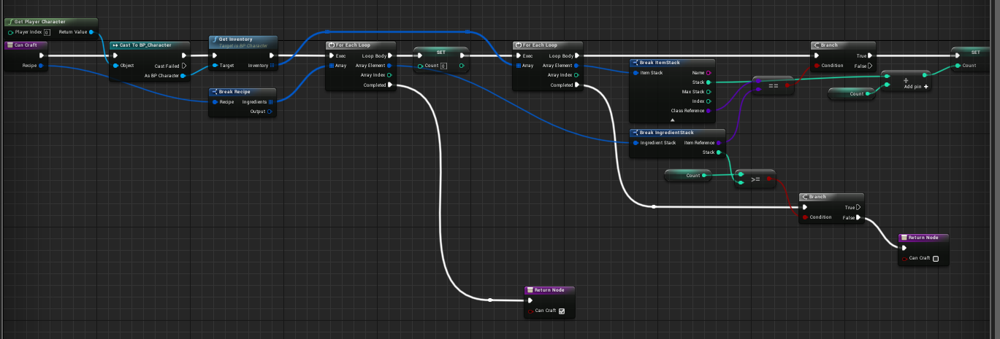 Get Player Character
Player Index 0 Return Value
Can Craft
Recipe
Cast To BP_Character
Cast Failed
Object
As BP Character
Get Inventory
Target is BP Character
Target Inventory
Break Recipe
Recipe Ingredients
Output
For Each Loop
Exec Loop Body
Array Array Element
Array Index
Completed
SET
Count 0
For Each Loop
Exec Loop Body
Array Array Element
Array Index
Completed
Break ItemStack
Item Stack Name
Stack
Max Stack
Index
Class Reference
Break IngredientStack
Ingredient Stack Item Reference
Stack
==
Count
>=
Branch
True
Condition False
Count
+
Add pin +
SET
Count
Branch
True
Condition False
Return Node
Can Craft
Return Node
Can Craft